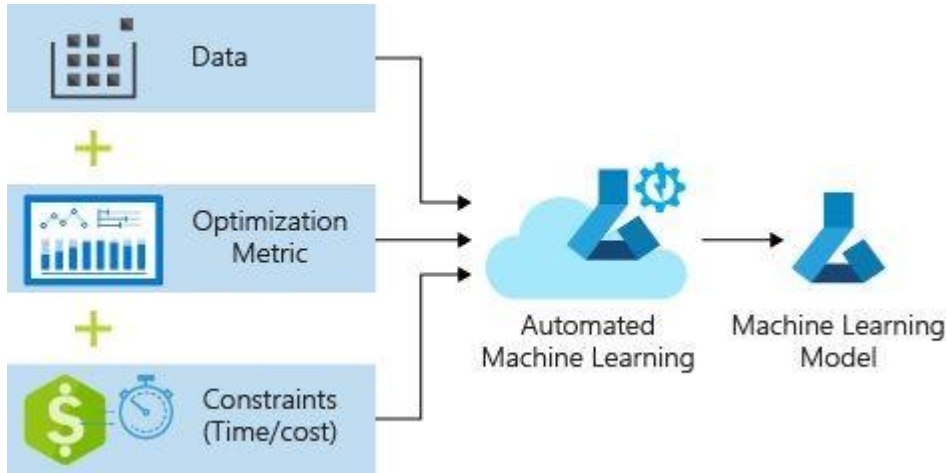 Data
Optimization
Metric
Constraints
(Time/cost)
Automated
Machine Learning
Machine Learning
Model